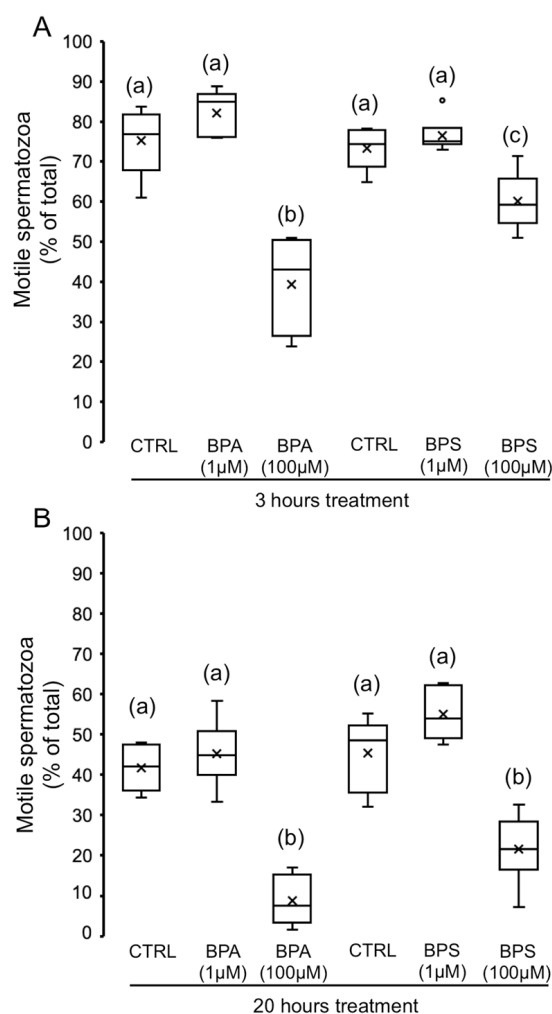 A
100
90
80
70
60
50
40
30
20
10
0
Motile spermatozoa
(% of total)
(a)
(a)
(b)
(a)
(a)
(c)
CTRL
BPA
(1µM)
BPA
(100µM)
CTRL
BPS
(1µM)
BPS
(100µM)
3 hours treatment
B
100
90
80
70
60
50
40
30
20
10
0
Motile spermatozoa
(% of total)
(a)
(a)
(b)
(a)
(a)
(b)
CTRL
BPA
(1µM)
BPA
(100µM)
CTRL
BPS
(1µM)
BPS
(100µM)
20 hours treatment